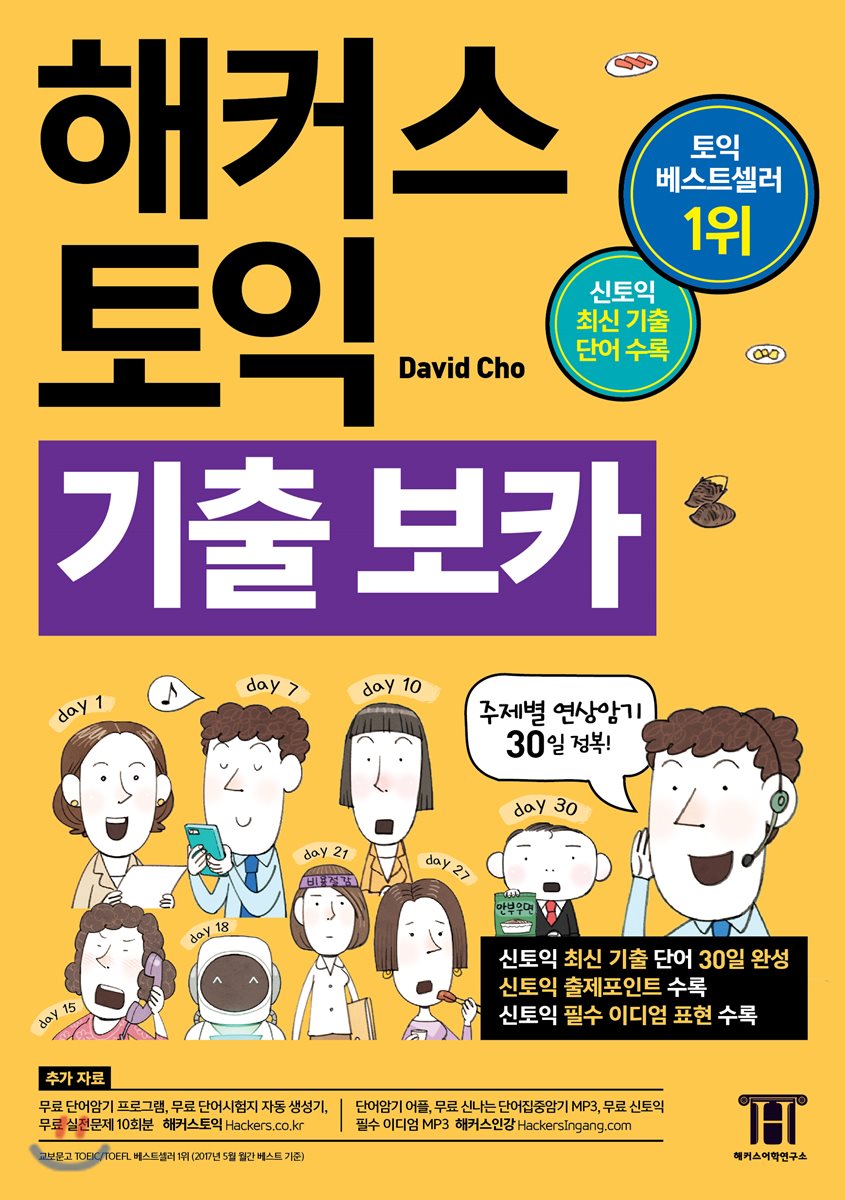 해커스
토익
David Cho
기출 보카
토익
베스트셀러
1위
신토익
최신 기출
단어 수록
day 1
♪
day 7
day 10
주제별 연상암기
30일 정복!
day 30
day 21
비용절감
day 27
안부우면
day 18
day 15
신토익 최신 기출 단어 30일 완성
신토익 출제포인트 수록
신토익 필수 이디엄 표현 수록
추가 자료
무료 단어암기 프로그램, 무료 단어시험지 자동 생성기,
무료 실전문제 10회분 해커스토익 Hackers.co.kr
단어암기 어플, 무료 신나는 단어집중암기 MP3, 무료 신토익
필수 이디엄 MP3 해커스인강 HackersIngang.com
교보문고 TOEIC/TOEFL 베스트셀러 1위 (2017년 5월 월간 베스트 기준)
해커스어학연구소